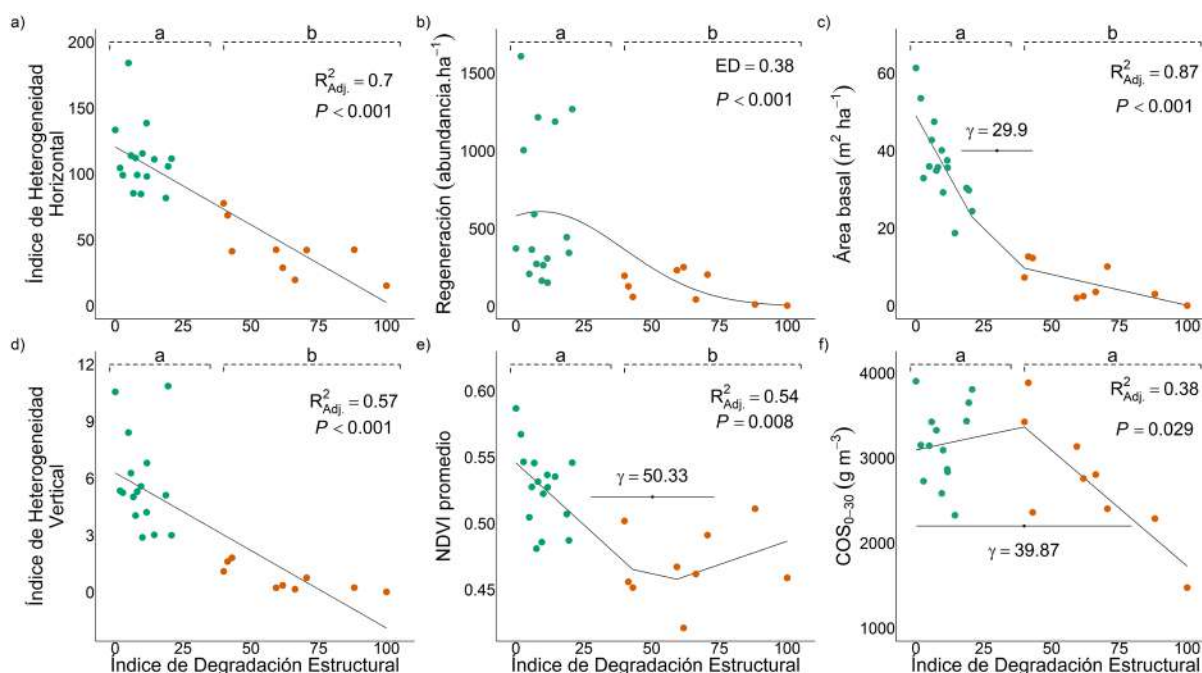 a)
a
b
200
150
100
50
0
Índice de Heterogeneidad
Horizontal
R²Adj. = 0.7
P < 0.001
0
25
50
75
100
b)
a
b
1500
1000
500
0
Regeneración (abundancia.ha⁻¹)
ED = 0.38
P < 0.001
0
25
50
75
100
c)
a
b
60
40
20
0
Área basal (m² ha⁻¹)
R²Adj. = 0.87
P < 0.001
γ = 29.9
0
25
50
75
100
d)
a
b
12
9
6
3
0
Índice de Heterogeneidad
Vertical
R²Adj. = 0.57
P < 0.001
0
25
50
75
100
Índice de Degradación Estructural
e)
a
b
0.60
0.55
0.50
0.45
NDVI promedio
R²Adj. = 0.54
P = 0.008
γ = 50.33
0
25
50
75
100
Índice de Degradación Estructural
f)
a
a
4000
3000
2000
1000
COS₀₋₃₀ (g m⁻³)
R²Adj. = 0.38
P = 0.029
γ = 39.87
0
25
50
75
100
Índice de Degradación Estructural